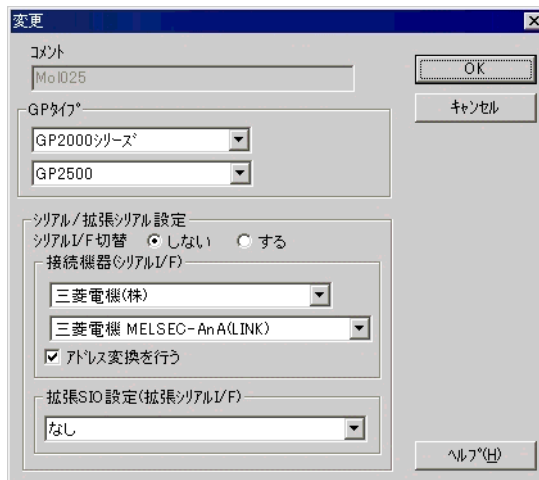 変更
コメント
Mol025
OK
キャンセル
GPタイプ
GP2000シリーズ
GP2500
シリアル/拡張シリアル設定
シリアルI/F切替 しない する
接続機器(シリアルI/F)
三菱電機(株)
三菱電機 MELSEC-AnA(LINK)
アドレス変換を行う
拡張SIO設定(拡張シリアルI/F)
なし
ヘルプ(H)